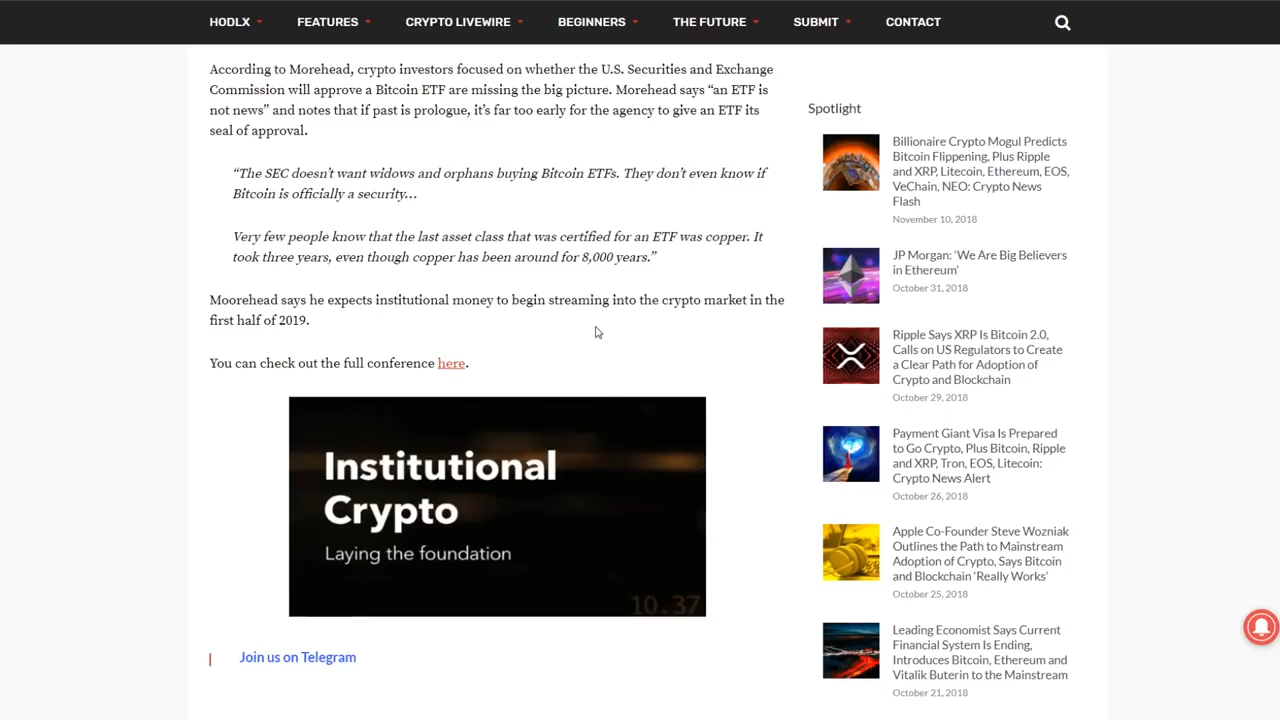 HODLX FEATURES CRYPTO LIVEWIRE BEGINNERS THE FUTURE SUBMIT CONTACT
According to Morehead, crypto investors focused on whether the U.S. Securities and Exchange
Commission will approve a Bitcoin ETF are missing the big picture. Morehead says “an ETF is
not news” and notes that if past is prologue, it’s far too early for the agency to give an ETF its
seal of approval.
“The SEC doesn’t want widows and orphans buying Bitcoin ETFs. They don’t even know if
Bitcoin is officially a security…
Very few people know that the last asset class that was certified for an ETF was copper. It
took three years, even though copper has been around for 8,000 years.”
Moorehead says he expects institutional money to begin streaming into the crypto market in the
first half of 2019.
You can check out the full conference here.
Institutional
Crypto
Laying the foundation
10.37
Join us on Telegram
Spotlight
Billionaire Crypto Mogul Predicts
Bitcoin Flippening, Plus Ripple
and XRP, Litecoin, Ethereum, EOS,
VeChain, NEO: Crypto News
Flash
November 10, 2018
JP Morgan: ‘We Are Big Believers
in Ethereum’
October 31, 2018
Ripple Says XRP Is Bitcoin 2.0,
Calls on US Regulators to Create
a Clear Path for Adoption of
Crypto and Blockchain
October 29, 2018
Payment Giant Visa Is Prepared
to Go Crypto, Plus Bitcoin, Ripple
and XRP, Tron, EOS, Litecoin:
Crypto News Alert
October 26, 2018
Apple Co-Founder Steve Wozniak
Outlines the Path to Mainstream
Adoption of Crypto, Says Bitcoin
and Blockchain ‘Really Works’
October 25, 2018
Leading Economist Says Current
Financial System Is Ending,
Introduces Bitcoin, Ethereum and
Vitalik Buterin to the Mainstream
October 21, 2018